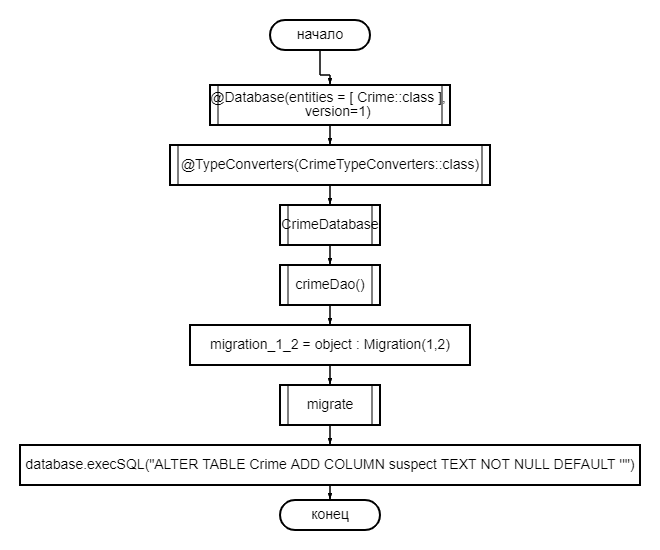 начало
@Database(entities = [ Crime::class ],
version=1)
@TypeConverters(CrimeTypeConverters::class)
CrimeDatabase
crimeDao()
migration_1_2 = object : Migration(1,2)
migrate
database.execSQL("ALTER TABLE Crime ADD COLUMN suspect TEXT NOT NULL DEFAULT '")
конец